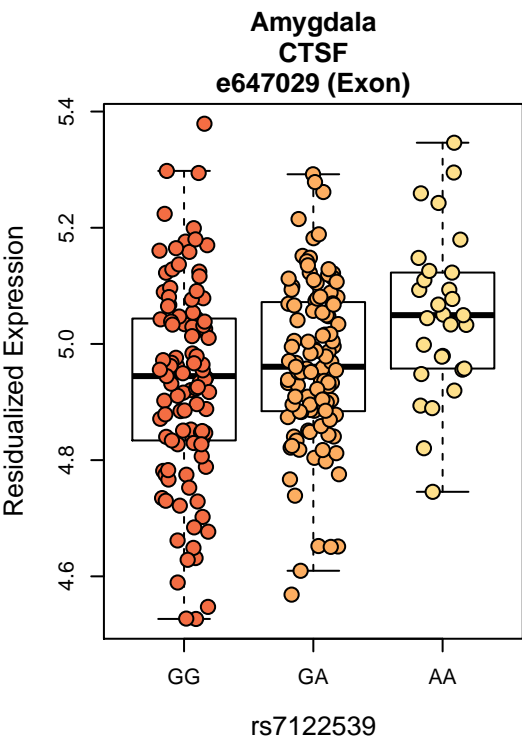 Amygdala
CTSF
e647029 (Exon)
Residualized Expression
5.4
5.2
5.0
4.8
4.6
GG GA AA
rs7122539